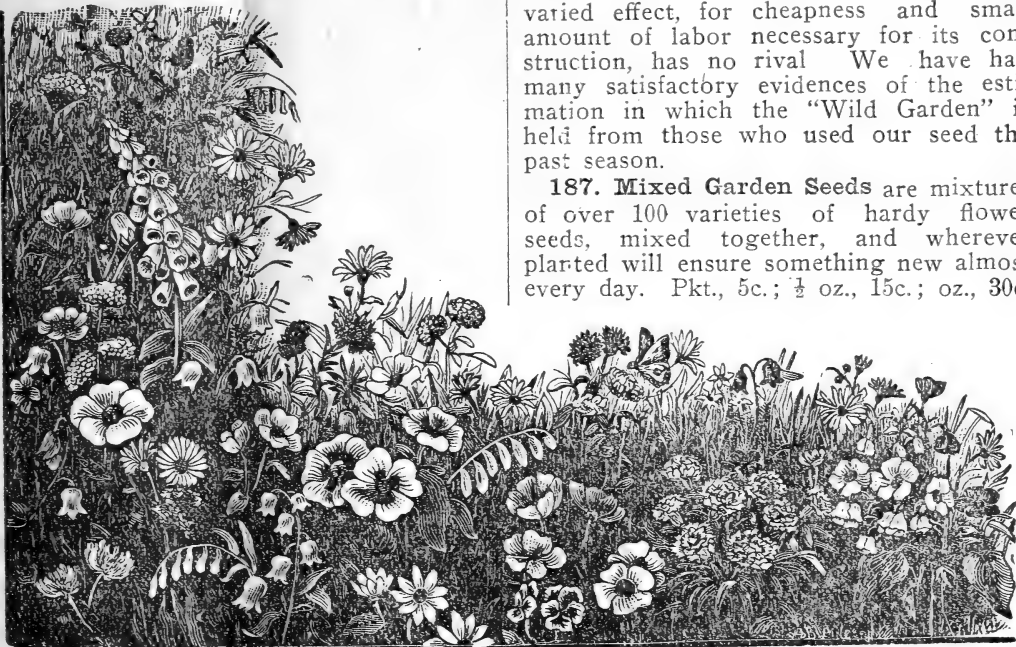 varied effect, for cheapness and smal
amount of labor necessary for its con
struction, has no rival We have ha
many satisfactory evidences of the esti
mation in which the "Wild Garden" i
held from those who used our seed th
past season.
187. Mixed Garden Seeds are mixture
of over 100 varieties of hardy flowe
seeds, mixed together, and whereve
planted will ensure something new almos
every day. Pkt., 5c.; ½ oz., 15c.; oz., 30c